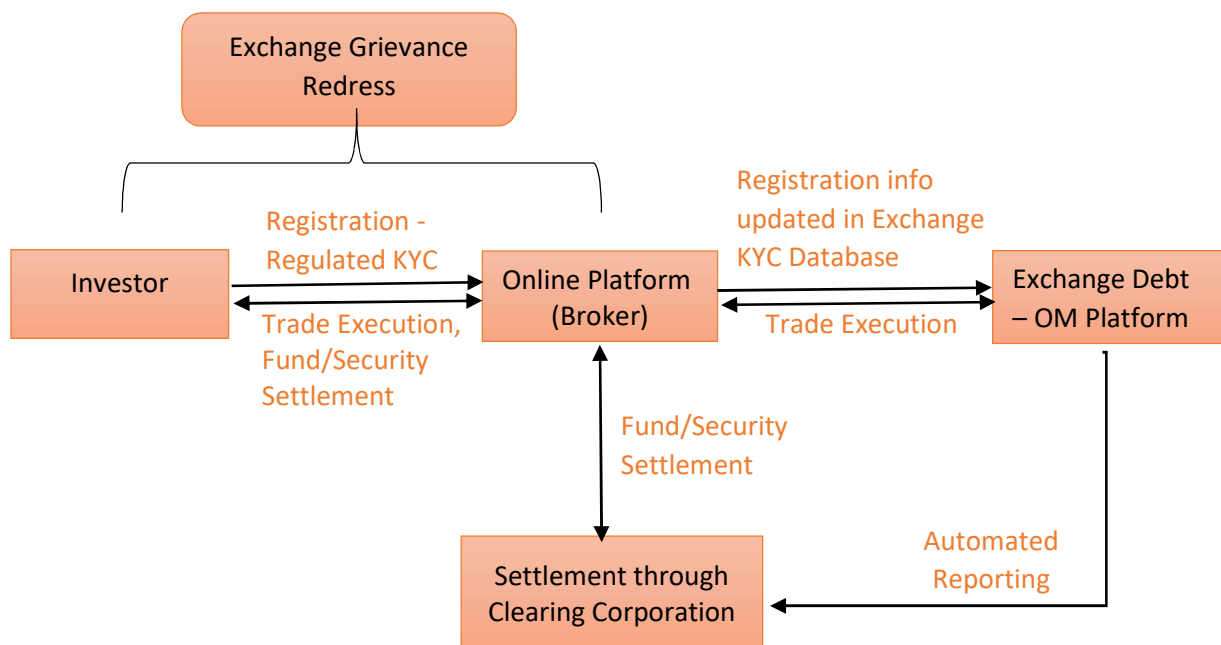 Exchange Grievance
Redress
Registration info
updated in Exchange
KYC Database
Registration -
Regulated KYC
Investor
Online Platform
(Broker)
Exchange Debt
– OM Platform
Trade Execution,
Fund/Security
Settlement
Trade Execution
Fund/Security
Settlement
Automated
Reporting
Settlement through
Clearing Corporation